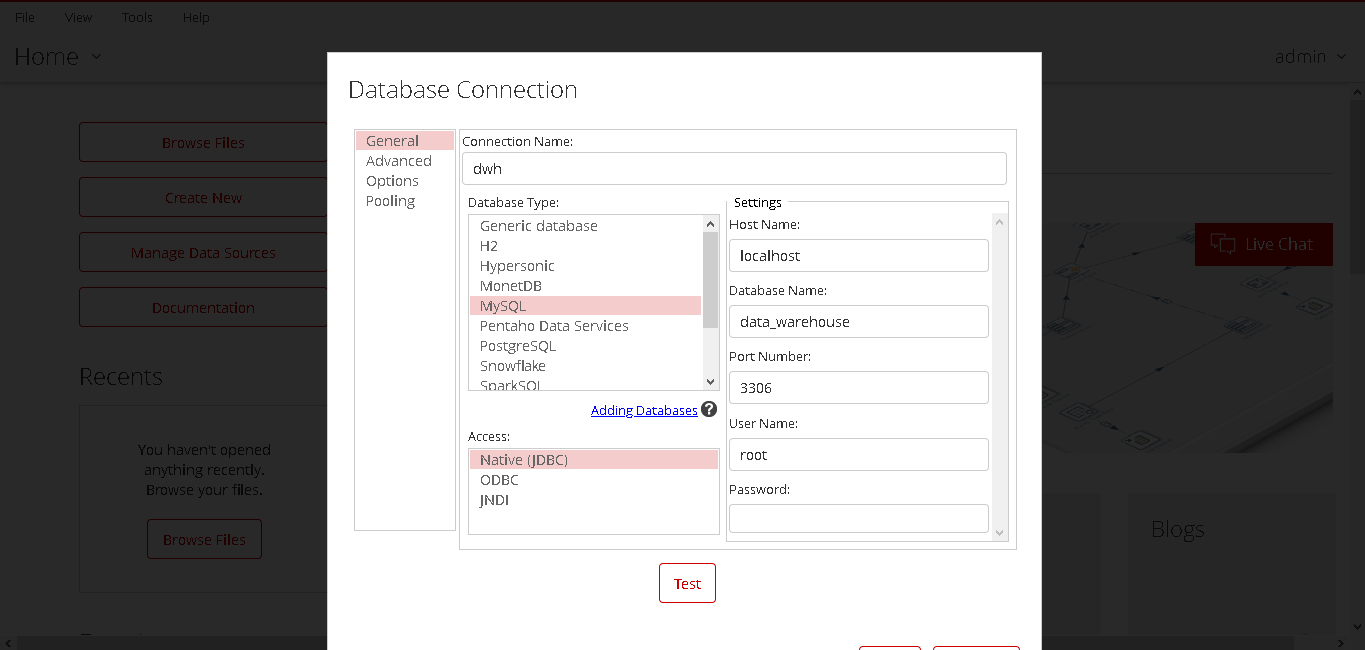 File View Tools Help
Home
admin
Browse Files
Create New
Manage Data Sources
Documentation
Recents
You haven't opened
anything recently.
Browse your files.
Browse Files
Database Connection
General
Advanced
Options
Pooling
Connection Name:
dwh
Database Type:
Generic database
H2
Hypersonic
MonetDB
MySQL
Pentaho Data Services
PostgreSQL
Snowflake
SparkSQL
Adding Databases ?
Access:
Native (JDBC)
ODBC
JNDI
Settings
Host Name:
localhost
Database Name:
data_warehouse
Port Number:
3306
User Name:
root
Password:
Test
Live Chat
Blogs